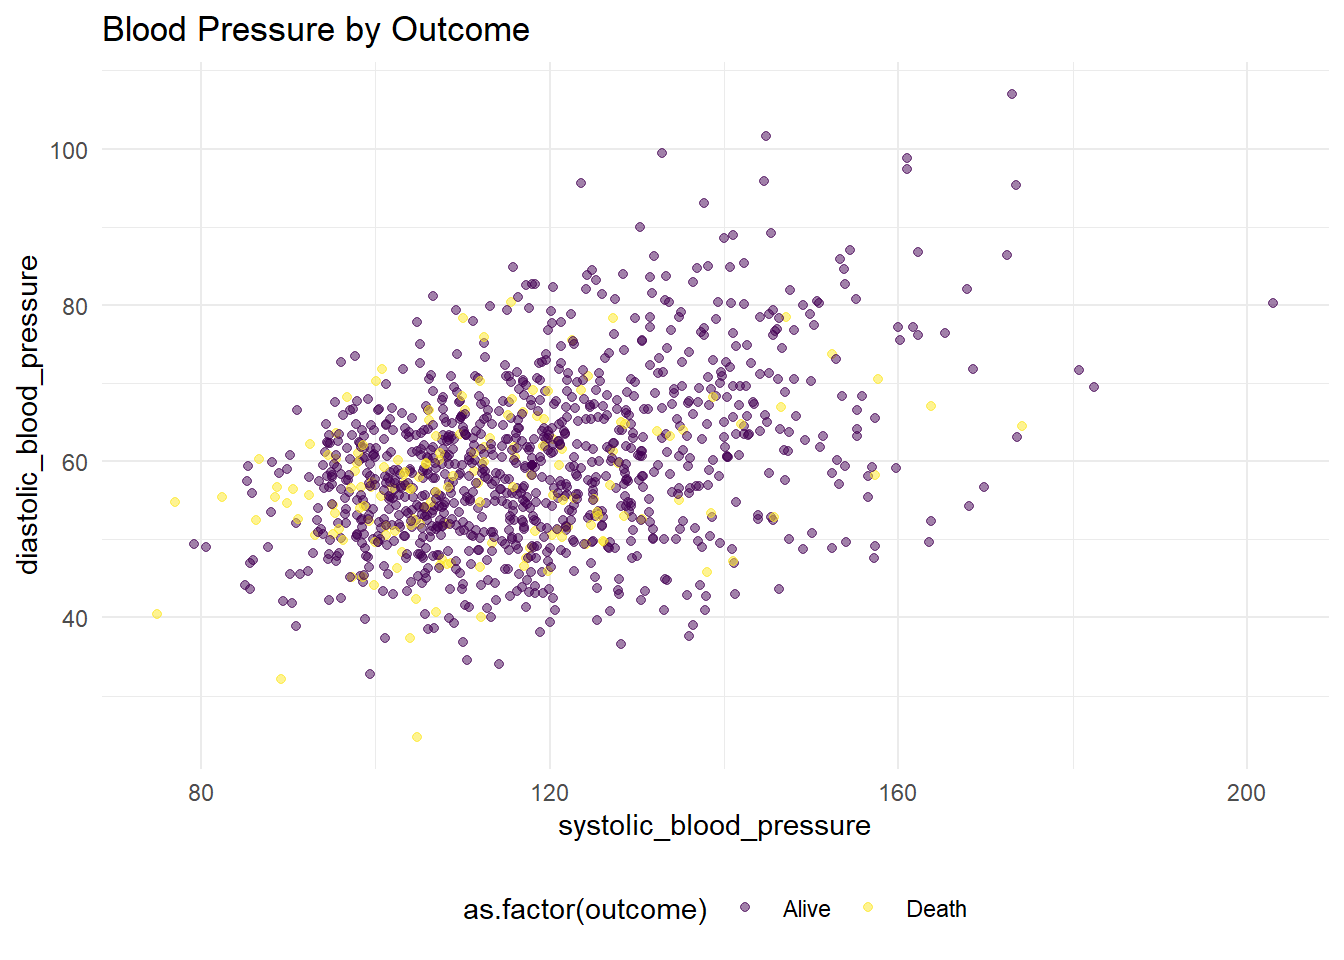 Blood Pressure by Outcome
diastolic_blood_pressure
100
80
60
40
80 120 160 200
systolic_blood_pressure
as.factor(outcome) Alive Death